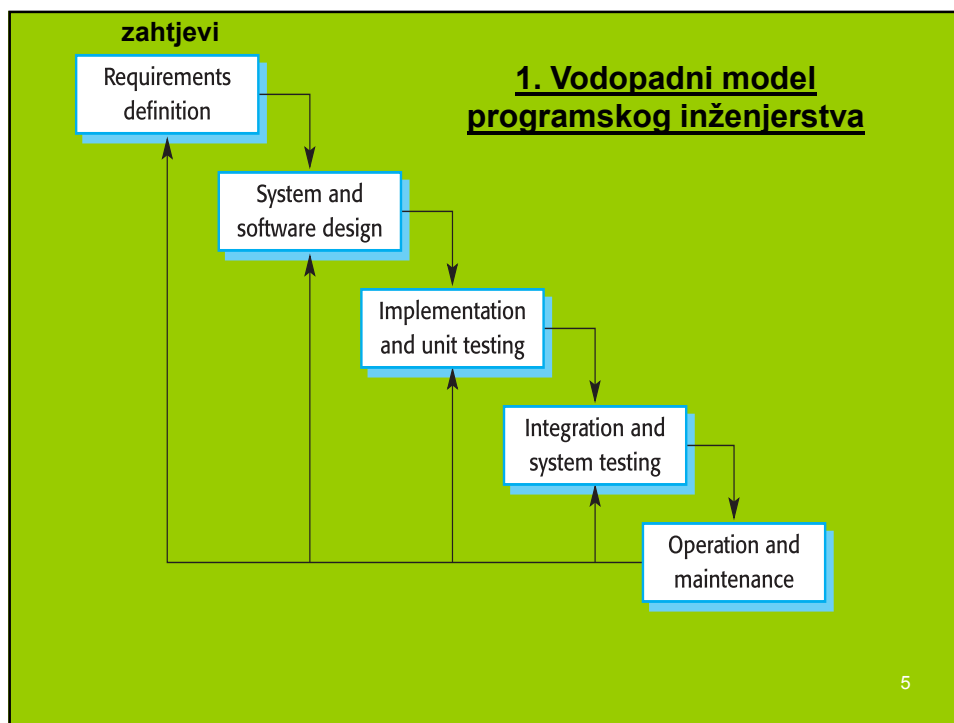 zahtjevi
1. Vodopadni model
programskog inženjerstva
Requirements
definition
System and
software design
Implementation
and unit testing
Integration and
system testing
Operation and
maintenance
5